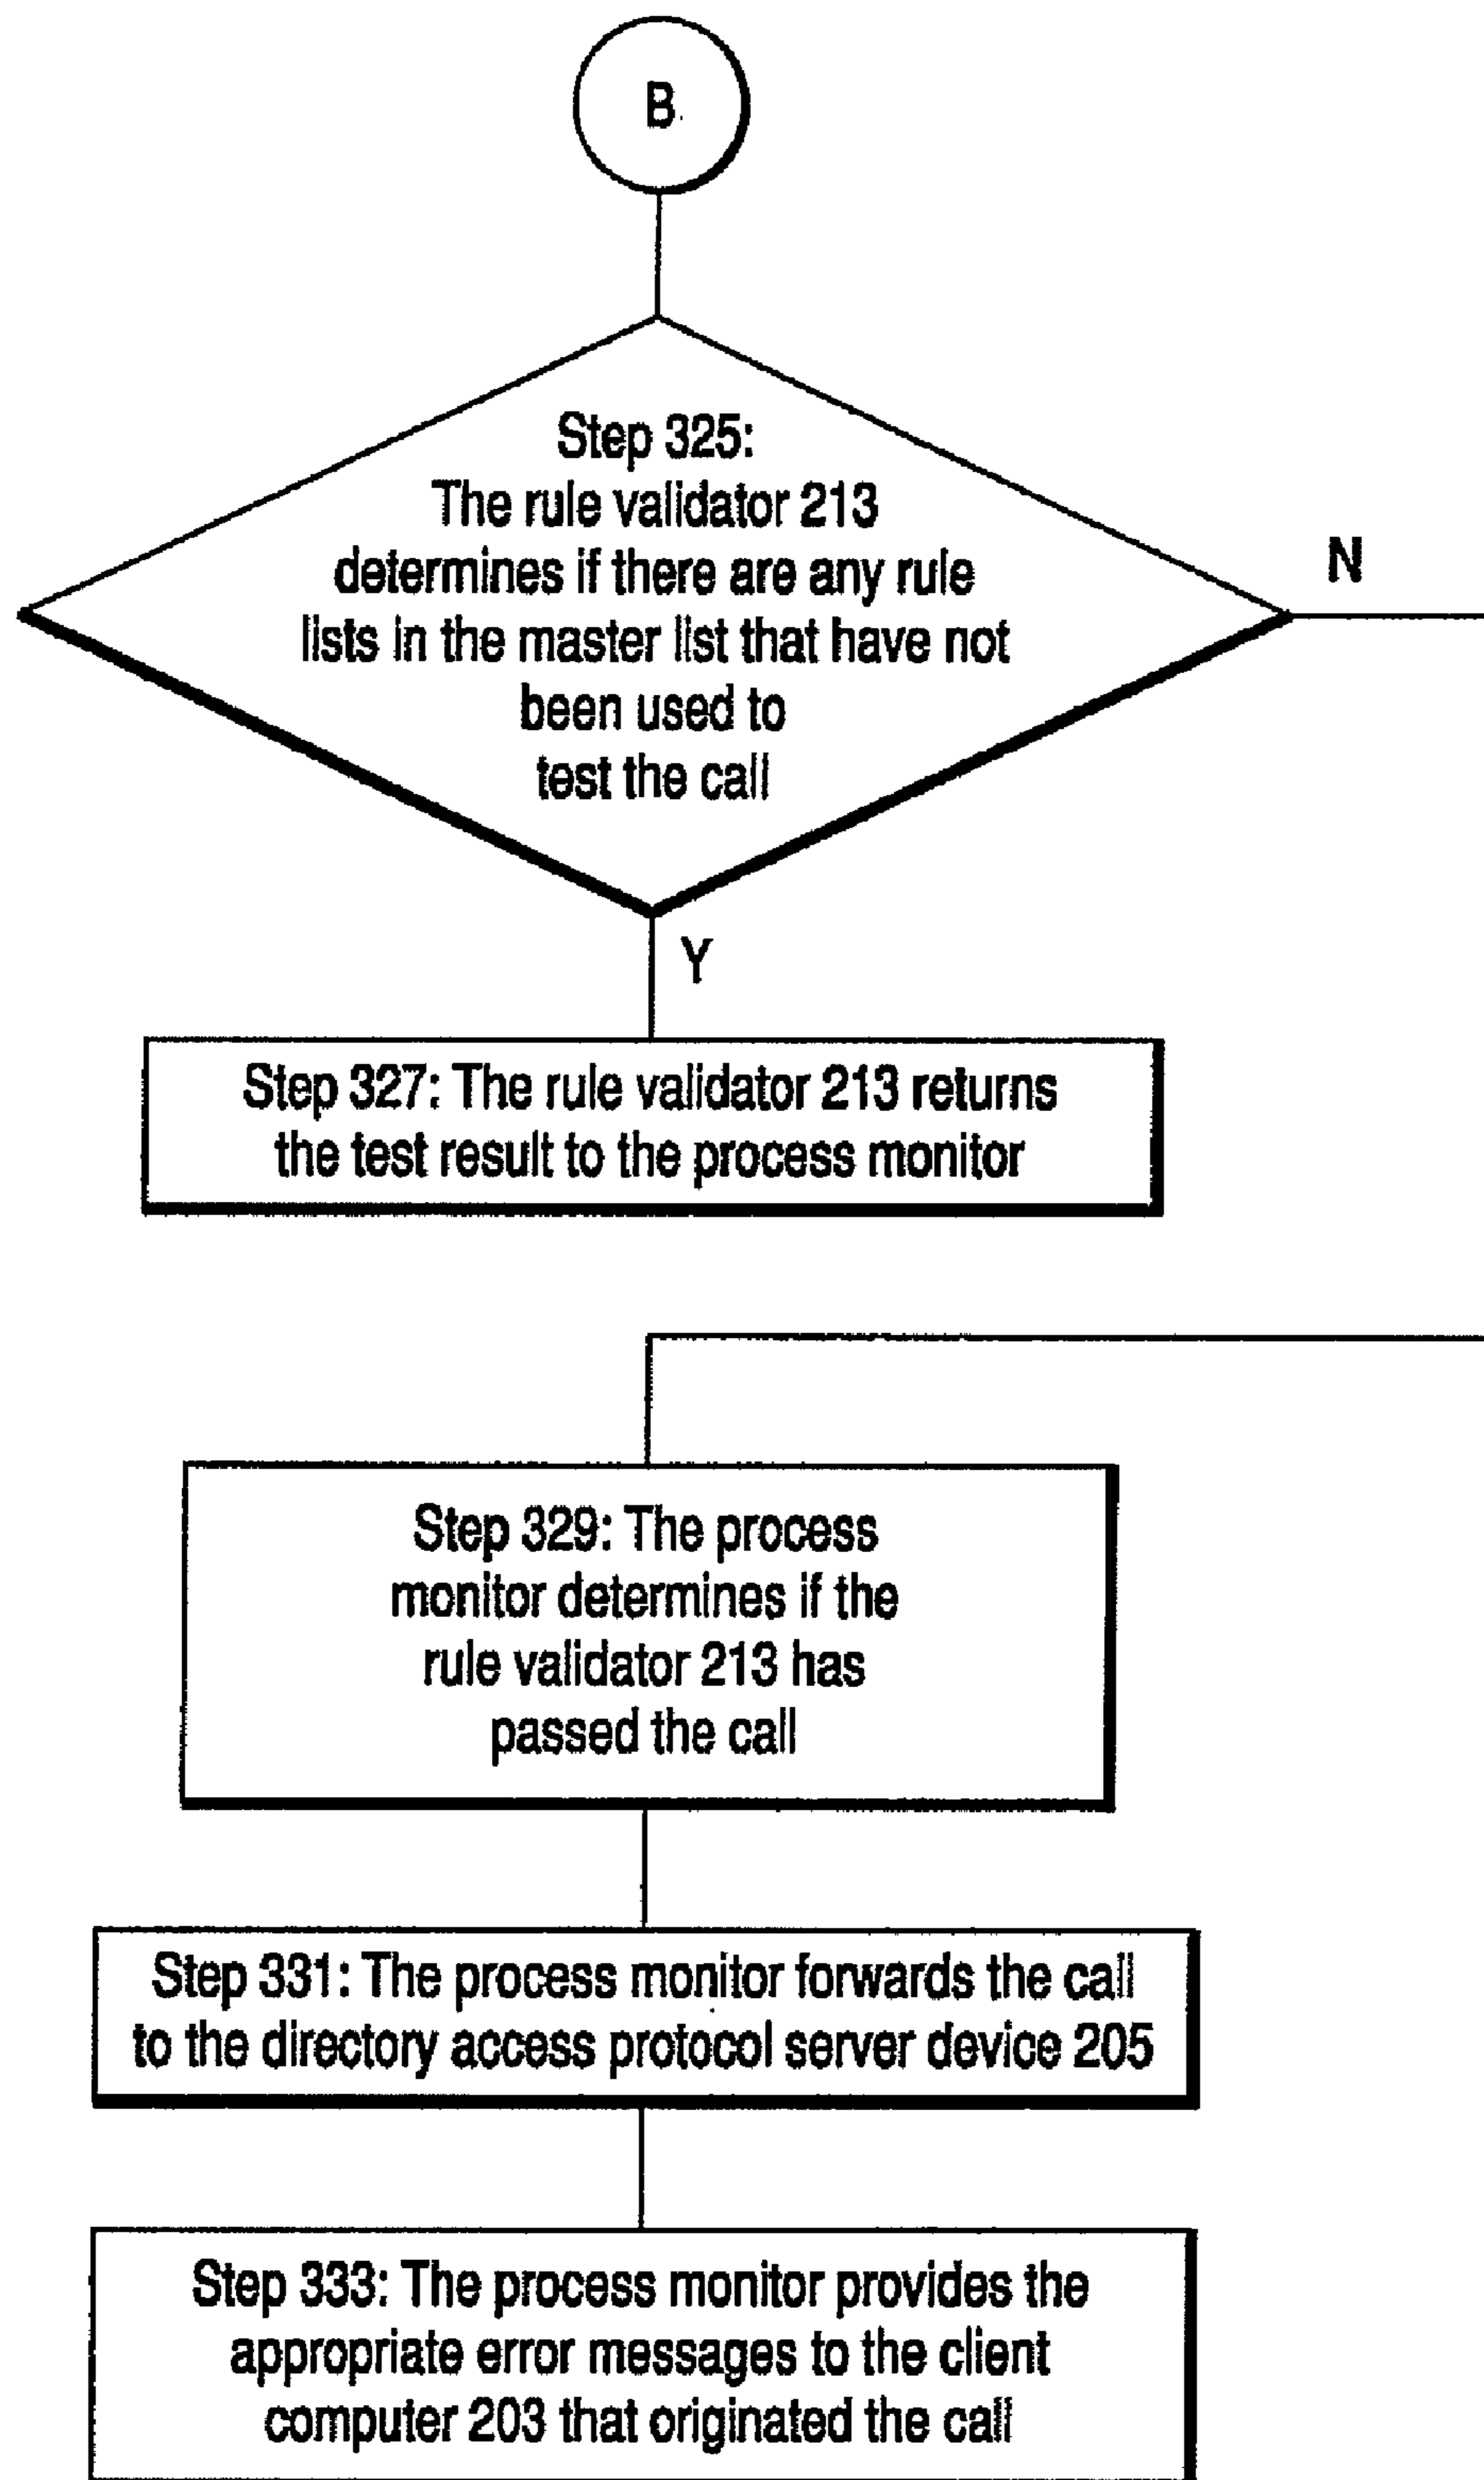 B
Step 325:
The rule validator 213
determines if there are any rule
lists in the master list that have not
been used to
test the call
N
Y
Step 327: The rule validator 213 returns
the test result to the process monitor
Step 329: The process
monitor determines if the
rule validator 213 has
passed the call
Step 331: The process monitor forwards the call
to the directory access protocol server device 205
Step 333: The process monitor provides the
appropriate error messages to the client
computer 203 that originated the call